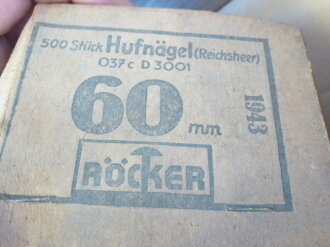 500 Stück Hufnägel (Reichsheer)
037c D 3001
60 mm
1943
RÖCKER